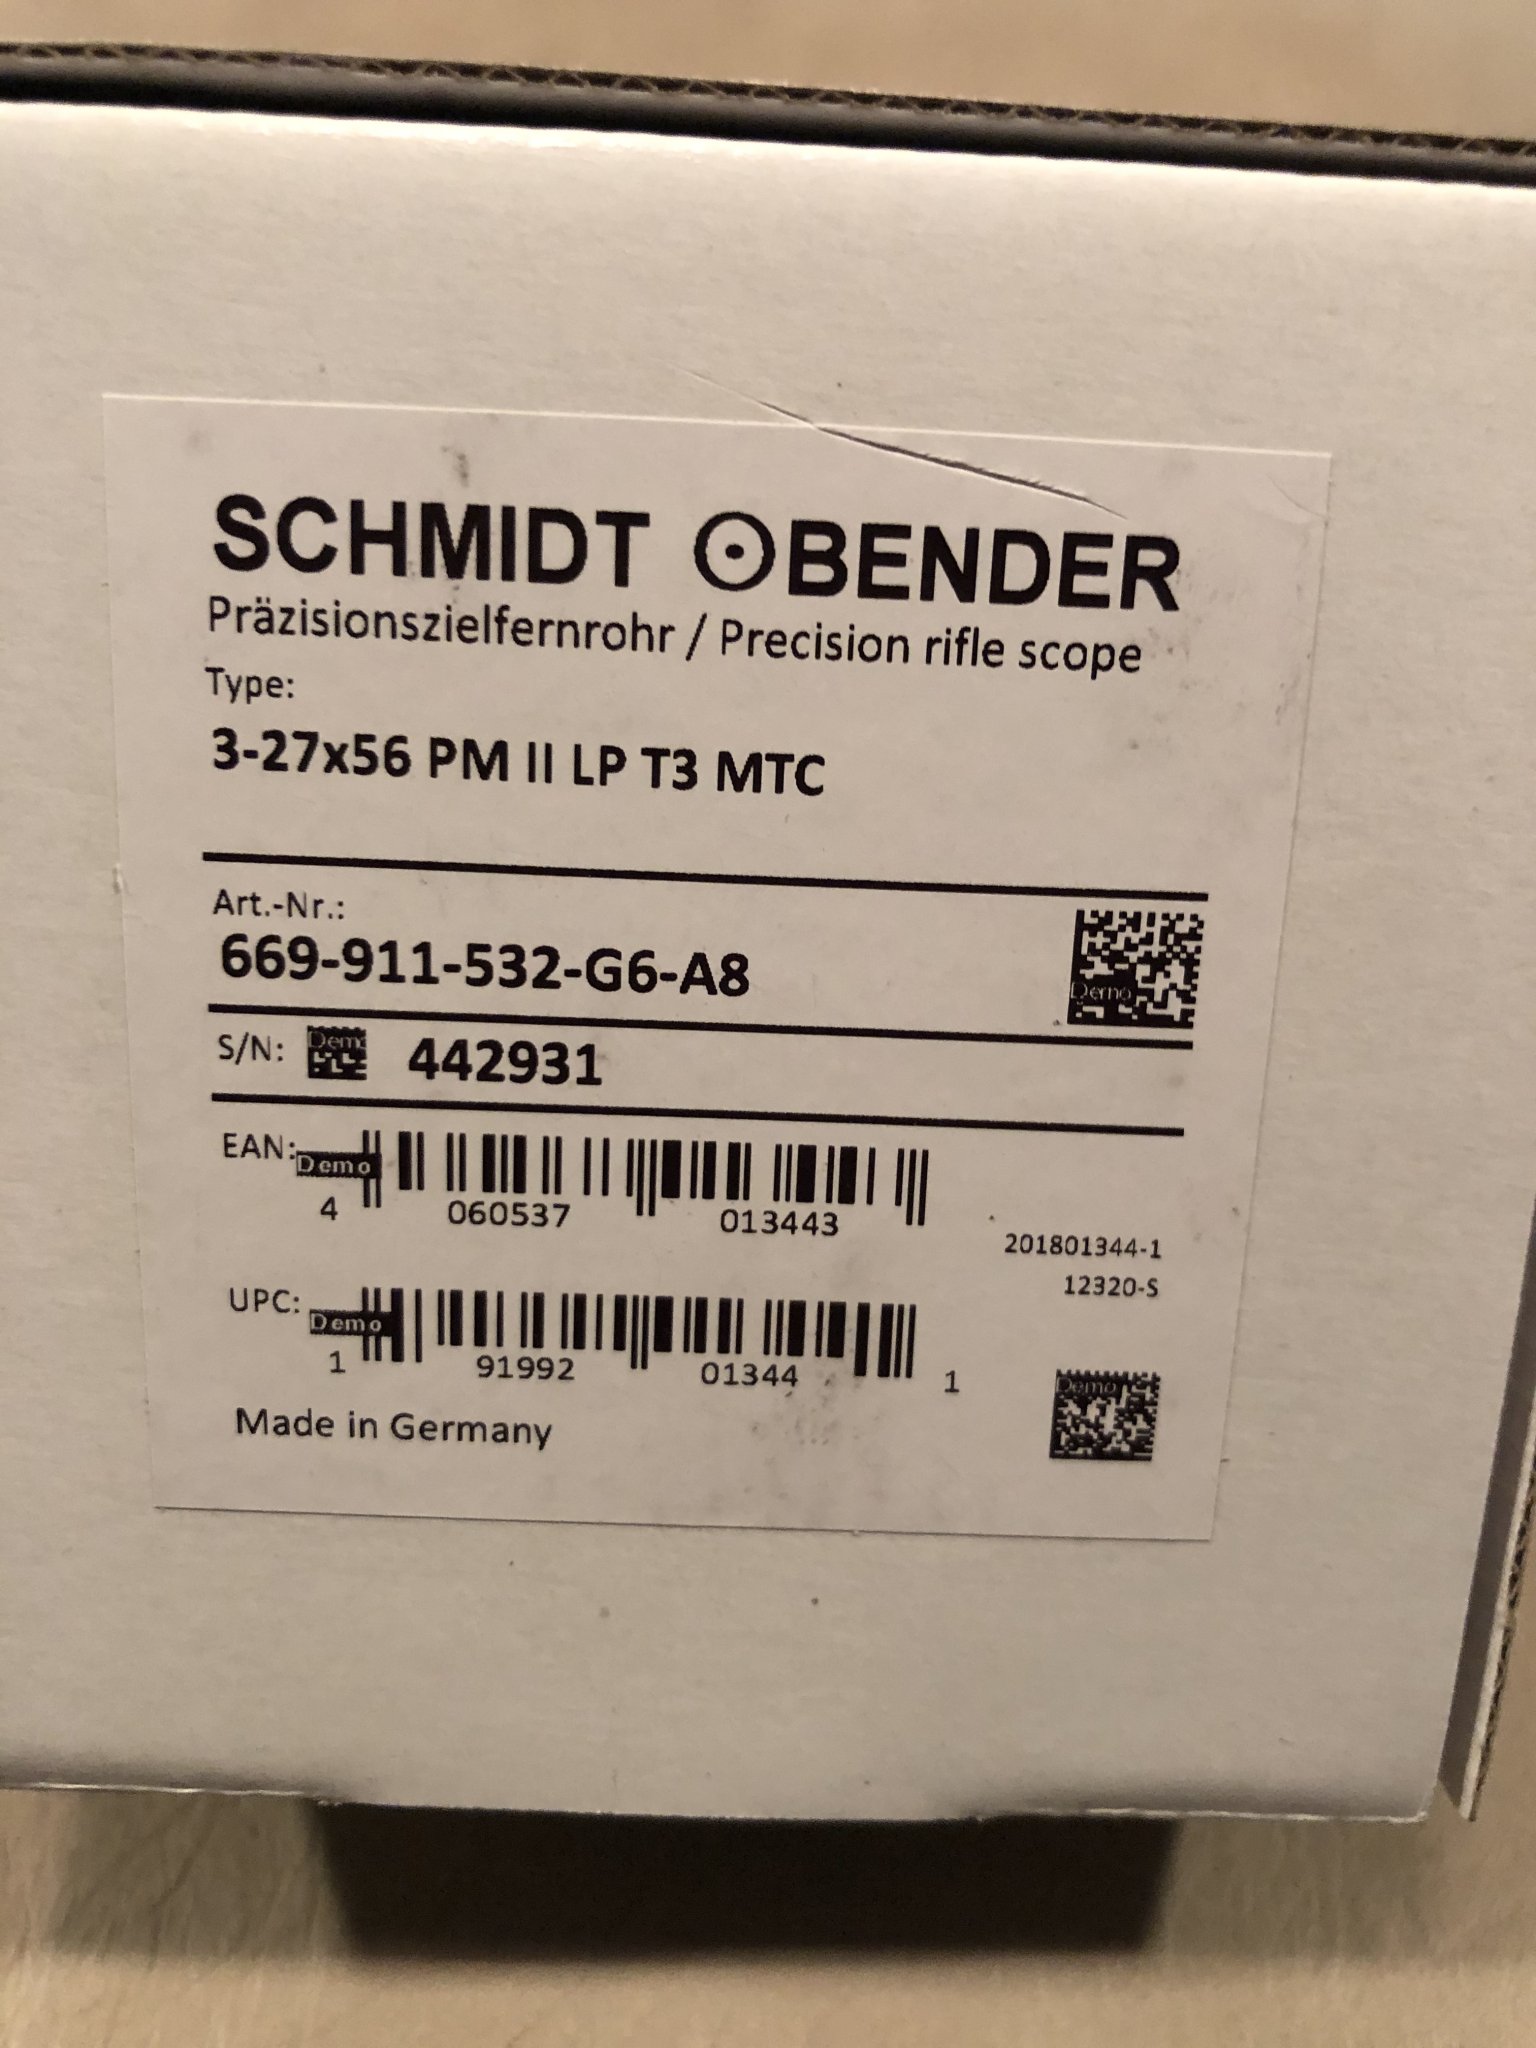 SCHMIDT BENDER
Präzisionszielfernrohr / Precision rifle scope
Type:
3-27x56 PM II LP T3 MTC
Art.-Nr.:
669-911-532-G6-A8
Demo
S/N: Demo 442931
EAN: Demo
4 060537 013443
201801344-1
12320-S
UPC: Demo
1 91992 01344 1
Demo
Made in Germany